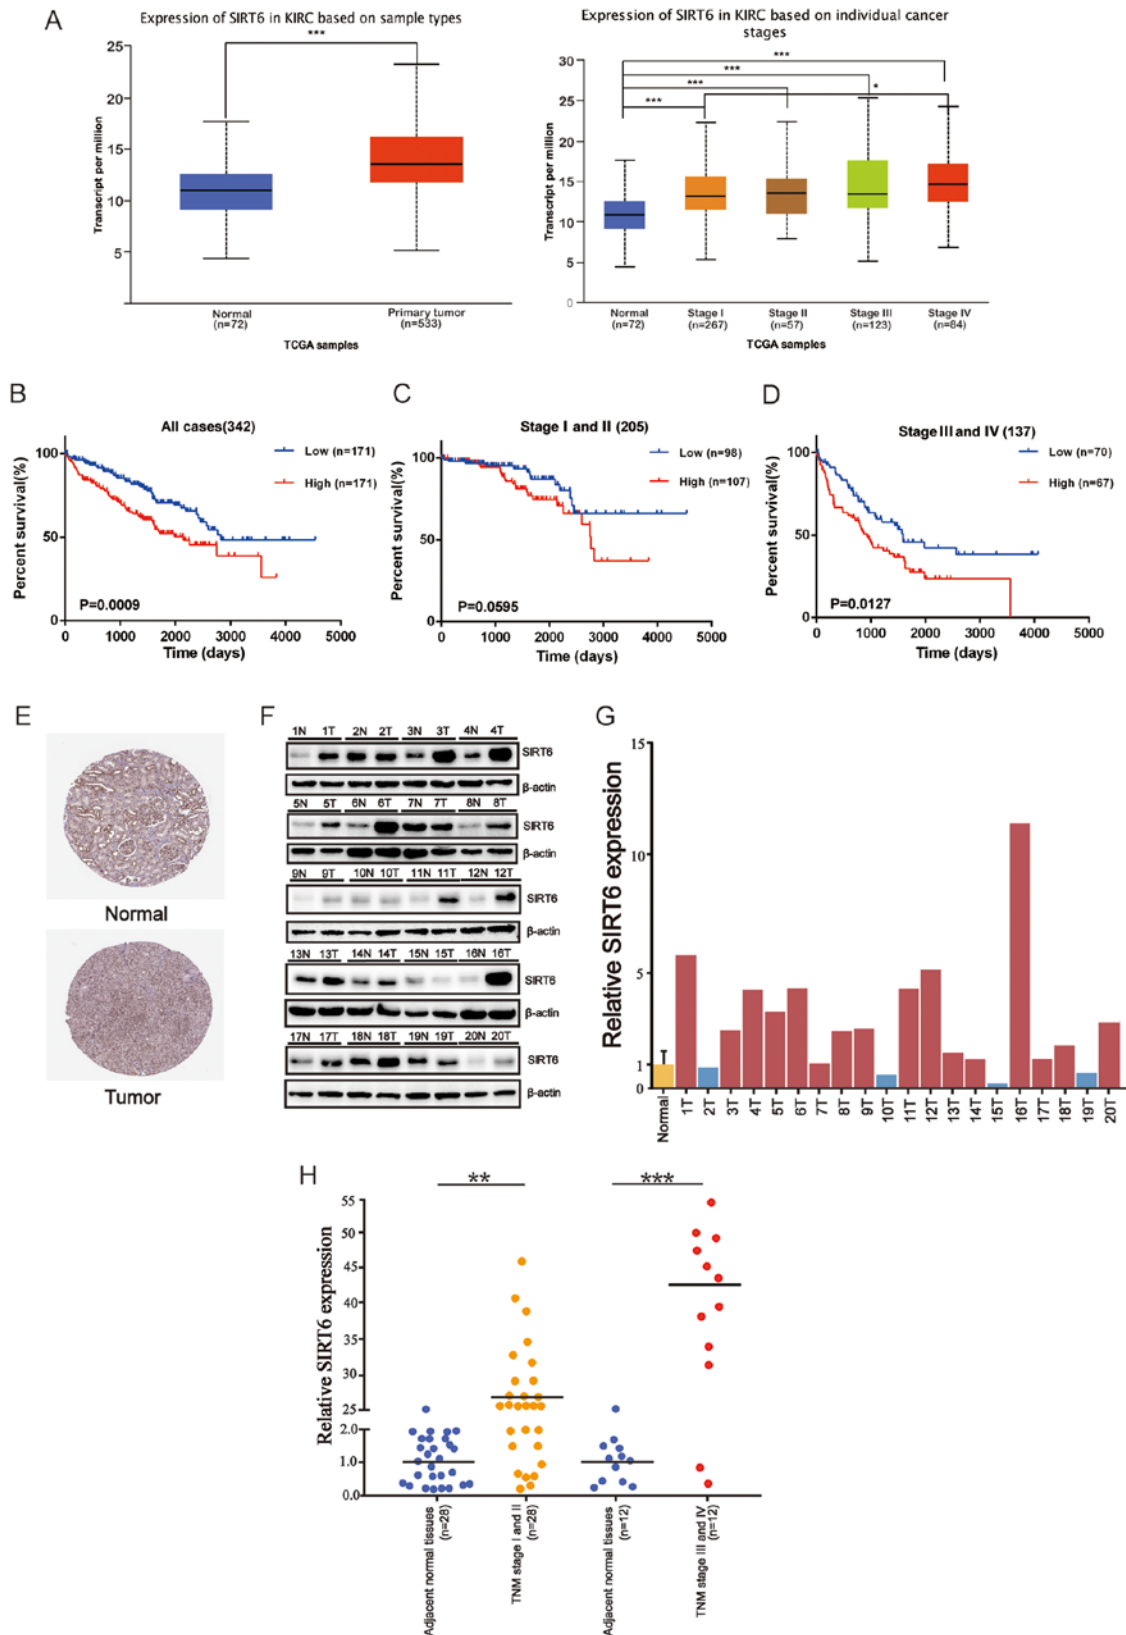 A
Expression of SIRT6 in KIRC based on sample types
***
Transcript per million
25
20
15
10
5
Normal
(n=72)
Primary tumor
(n=533)
TCGA samples
Expression of SIRT6 in KIRC based on individual cancer
stages
***
***
***
***
*
Transcript per million
30
25
20
15
10
5
0
Normal
(n=72)
Stage I
(n=267)
Stage II
(n=57)
Stage III
(n=123)
Stage IV
(n=84)
TCGA samples
B
All cases(342)
Low (n=171)
High (n=171)
Percent survival(%)
100
50
0
P=0.0009
0 1000 2000 3000 4000 5000
Time (days)
C
Stage I and II (205)
Low (n=98)
High (n=107)
Percent survival(%)
100
50
0
P=0.0595
0 1000 2000 3000 4000 5000
Time (days)
D
Stage III and IV (137)
Low (n=70)
High (n=67)
Percent survival(%)
100
50
0
P=0.0127
0 1000 2000 3000 4000 5000
Time (days)
E
Normal
Tumor
F
1N 1T 2N 2T 3N 3T 4N 4T
SIRT6
β-actin
5N 5T 6N 6T 7N 7T 8N 8T
SIRT6
β-actin
9N 9T 10N 10T 11N 11T 12N 12T
SIRT6
β-actin
13N 13T 14N 14T 15N 15T 16N 16T
SIRT6
β-actin
17N 17T 18N 18T 19N 19T 20N 20T
SIRT6
β-actin
G
Relative SIRT6 expression
15
10
5
1
0
Normal
1T
2T
3T
4T
5T
6T
7T
8T
9T
10T
11T
12T
13T
14T
15T
16T
17T
18T
19T
20T
H
**
***
Relative SIRT6 expression
55
50
45
40
35
30
25
2.0
1.0
0.0
Adjacent normal tissues
(n=28)
TNM stage I and II
(n=28)
Adjacent normal tissues
(n=12)
TNM stage III and IV
(n=12)